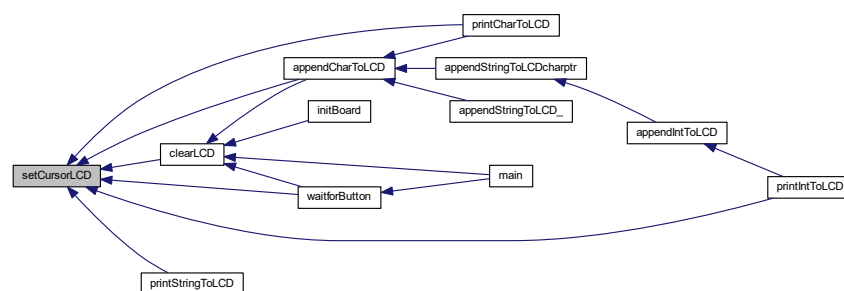 printCharToLCD
appendCharToLCD
appendStringToLCDcharptr
initBoard
appendStringToLCD_
appendIntToLCD
clearLCD
setCursorLCD
main
printIntToLCD
waitforButton
printStringToLCD